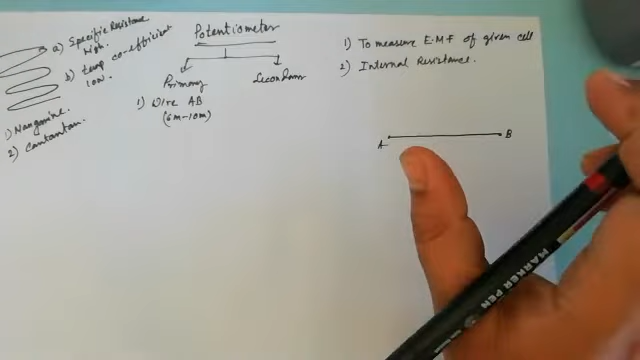 Potentiometer
a) Specific Resistance
High.
b) temp co-efficient
low.
1) Manganine.
2) Constantan.
Primary
Secondary
1) Wire AB
(6m-10m)
1) To measure E.M.F of given cell
2) Internal Resistance.
A
B
MARKER PEN